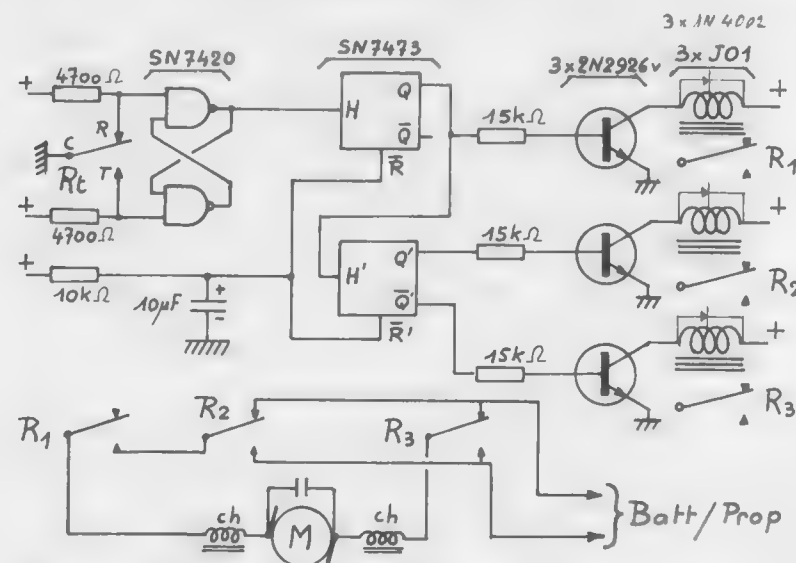 3 x 1N 4002
SN7420
SN7473
3x2N2926v
3x J01
+
4700Ω
R
C
Rt
T
+
4700Ω
+
10kΩ
10µF
+
-
H
Q
Q̅
R̅
H'
Q'
Q̅'
R̅'
15kΩ
15kΩ
15kΩ
+
R1
+
R2
+
R3
R1
R2
R3
ch
M
ch
Batt/Prop